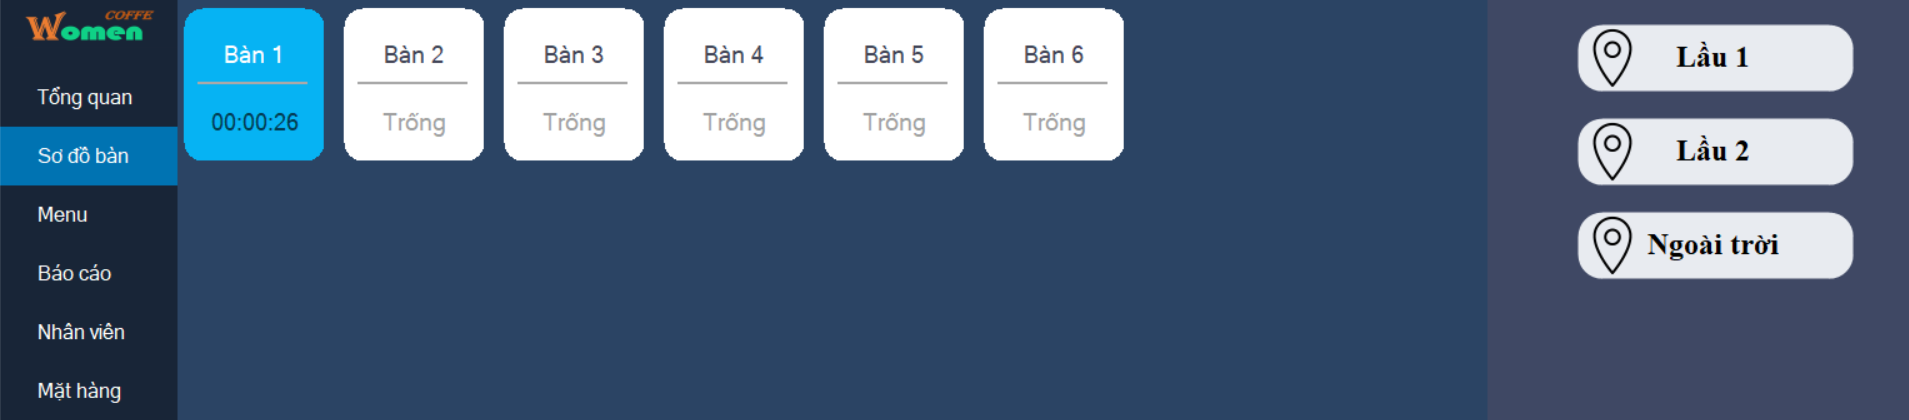 COFFE
Women
Tổng quan
Sơ đồ bàn
Menu
Báo cáo
Nhân viên
Mặt hàng
Bàn 1
00:00:26
Bàn 2
Trống
Bàn 3
Trống
Bàn 4
Trống
Bàn 5
Trống
Bàn 6
Trống
Lầu 1
Lầu 2
Ngoài trời